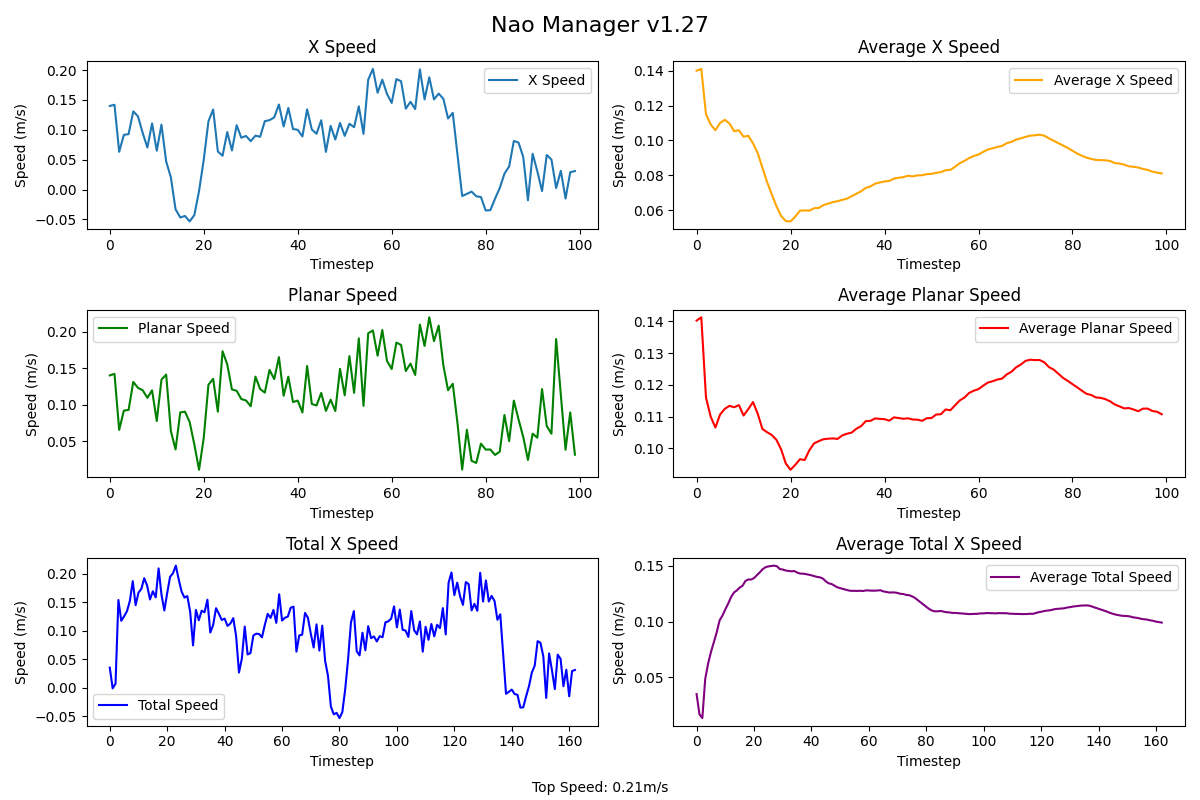 Nao Manager v1.27
X Speed
Speed (m/s)
0.20
0.15
0.10
0.05
0.00
−0.05
X Speed
0 20 40 60 80 100
Timestep
Average X Speed
Speed (m/s)
0.14
0.12
0.10
0.08
0.06
Average X Speed
0 20 40 60 80 100
Timestep
Planar Speed
Speed (m/s)
0.20
0.15
0.10
0.05
Planar Speed
0 20 40 60 80 100
Timestep
Average Planar Speed
Speed (m/s)
0.14
0.13
0.12
0.11
0.10
Average Planar Speed
0 20 40 60 80 100
Timestep
Total X Speed
Speed (m/s)
0.20
0.15
0.10
0.05
0.00
−0.05
Total Speed
0 20 40 60 80 100 120 140 160
Timestep
Average Total X Speed
Speed (m/s)
0.15
0.10
0.05
Average Total Speed
0 20 40 60 80 100 120 140 160
Timestep
Top Speed: 0.21m/s